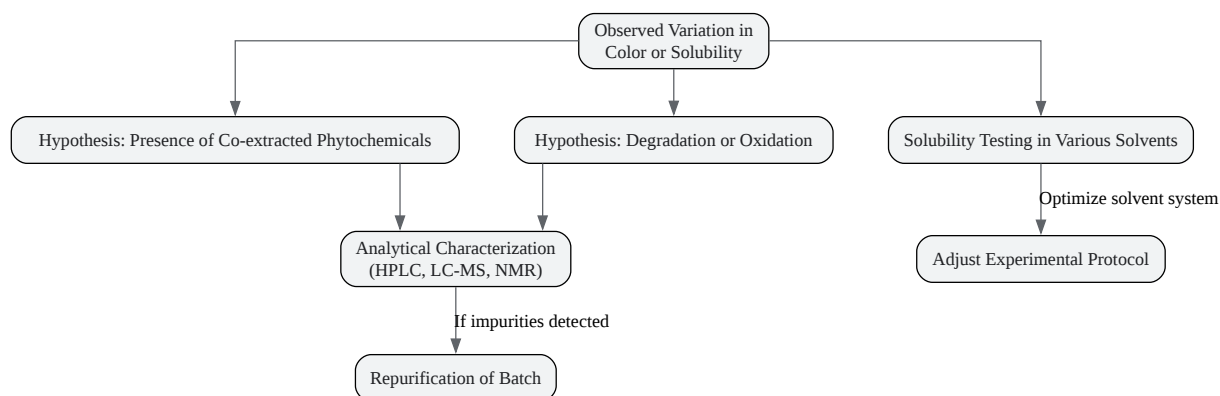 Observed Variation in
Color or Solubility
Hypothesis: Presence of Co-extracted Phytochemicals
Hypothesis: Degradation or Oxidation
Solubility Testing in Various Solvents
Optimize solvent system
Analytical Characterization
(HPLC, LC-MS, NMR)
Adjust Experimental Protocol
If impurities detected
Repurification of Batch